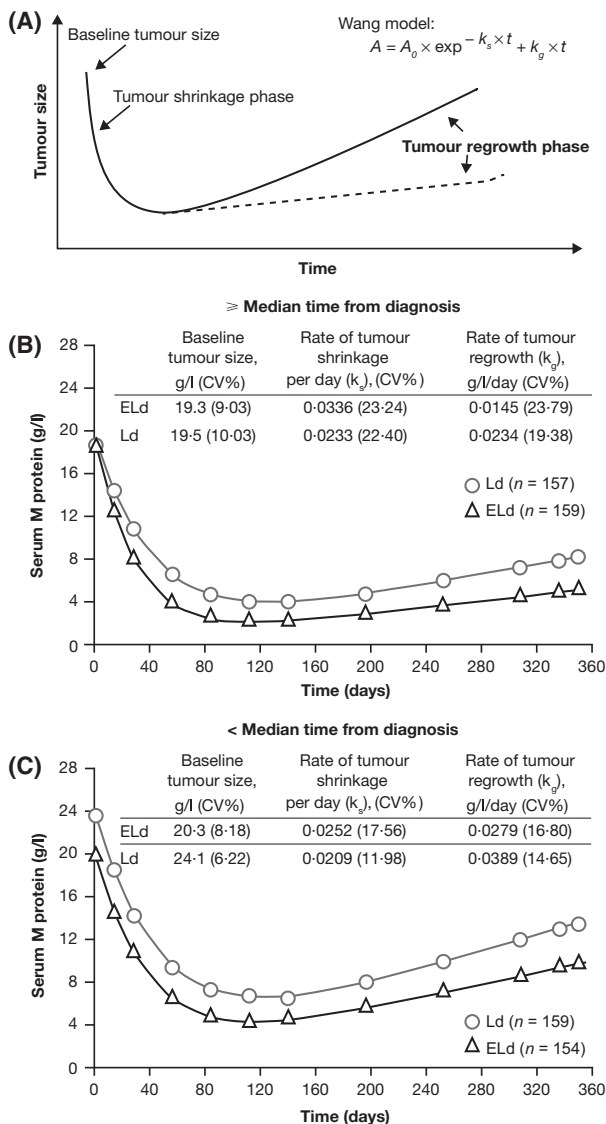 (A)
Baseline tumour size
Tumour shrinkage phase
Wang model:
A = A₀ × exp⁻ ᵏˢ ˣ ᵗ + kg × t
Tumour regrowth phase
Tumour size
Time
⩾ Median time from diagnosis
(B)
Baseline tumour size, g/l (CV%)
Rate of tumour shrinkage per day (ks), (CV%)
Rate of tumour regrowth (kg), g/l/day (CV%)
ELd 19.3 (9·03) 0·0336 (23·24) 0·0145 (23·79)
Ld 19·5 (10·03) 0·0233 (22·40) 0·0234 (19·38)
Ld (n = 157)
ELd (n = 159)
Serum M protein (g/l)
28
24
20
16
12
8
4
0
0 40 80 120 160 200 240 280 320 360
Time (days)
< Median time from diagnosis
(C)
Baseline tumour size, g/l (CV%)
Rate of tumour shrinkage per day (ks), (CV%)
Rate of tumour regrowth (kg), g/l/day (CV%)
ELd 20·3 (8·18) 0·0252 (17·56) 0·0279 (16·80)
Ld 24·1 (6·22) 0·0209 (11·98) 0·0389 (14·65)
Ld (n = 159)
ELd (n = 154)
Serum M protein (g/l)
28
24
20
16
12
8
4
0
0 40 80 120 160 200 240 280 320 360
Time (days)